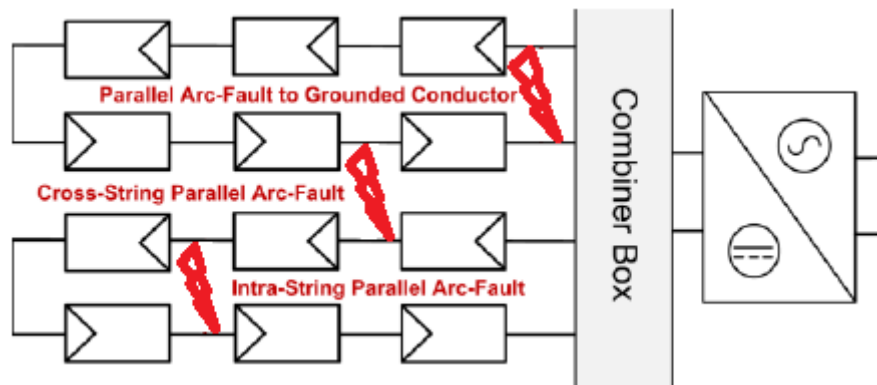 Parallel Arc-Fault to Grounded Conductor
Cross-String Parallel Arc-Fault
Intra-String Parallel Arc-Fault
Combiner Box